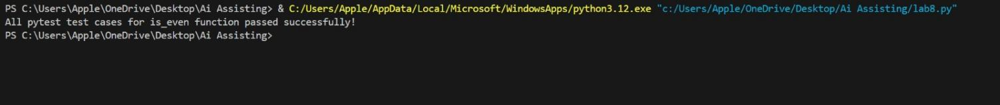 PS C:\Users\Apple\OneDrive\Desktop\Ai Assisting> & C:/Users/Apple/AppData/Local/Microsoft/WindowsApps/python3.12.exe "c:/Users/Apple/OneDrive/Desktop/Ai Assisting/lab8.py"
All pytest test cases for is_even function passed successfully!
PS C:\Users\Apple\OneDrive\Desktop\Ai Assisting>